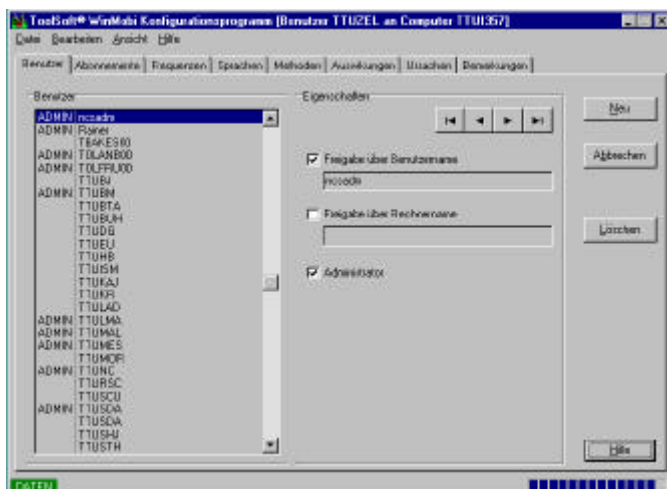 ToolSoft® WinMobi Konfigurationsprogramm [Benutzer TTUZEL an Computer TTUI357]
Datei Bearbeiten Ansicht Hilfe
Benutzer Abonnements Frequenzen Sprachen Methoden Auswirkungen Ursachen Bemerkungen
Benutzer
ADMIN ncsadm
ADMIN Rainer
TBAKES00
ADMIN TOLANB00
ADMIN TOLFRU00
TTUBJ
ADMIN TTUBM
TTUBTA
TTUBUH
TTUDG
TTUEU
TTUHB
TTUISM
TTUKAJ
TTUKR
TTULAD
ADMIN TTULMA
ADMIN TTUMAL
ADMIN TTUMES
TTUMOR
ADMIN TTUNC
TTURSC
TTUSCU
ADMIN TTUSDA
TTUSDA
TTUSHJ
TTUSTH
Eigenschaften
Freigabe über Benutzername
ncsadm
Freigabe über Rechnername
Administrator
Neu
Abbrechen
Löschen
Hilfe
DATEN